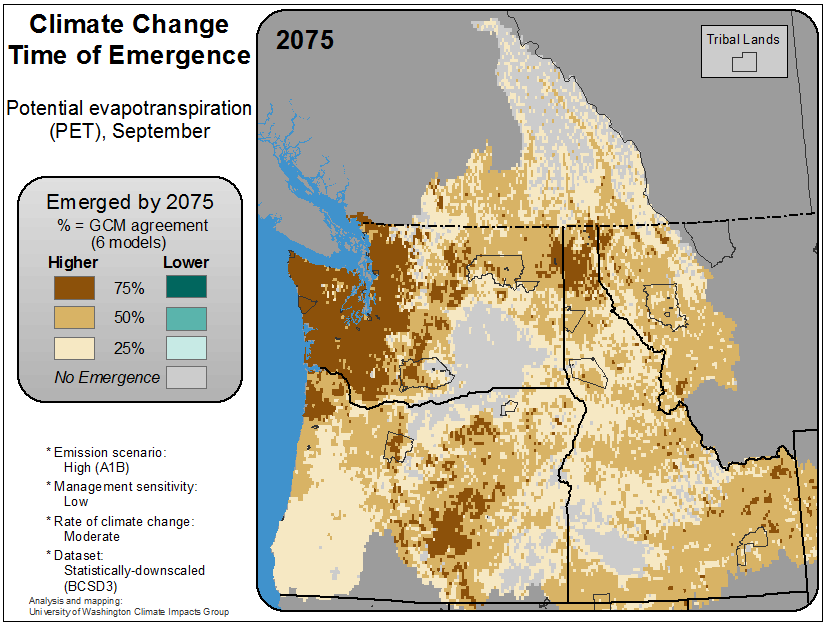 Climate Change
Time of Emergence
Potential evapotranspiration
(PET), September
Emerged by 2075
% = GCM agreement
(6 models)
Higher Lower
75%
50%
25%
No Emergence
* Emission scenario:
High (A1B)
* Management sensitivity:
Low
* Rate of climate change:
Moderate
* Dataset:
Statistically-downscaled
(BCSD3)
Analysis and mapping:
University of Washington Climate Impacts Group
2075
Tribal Lands